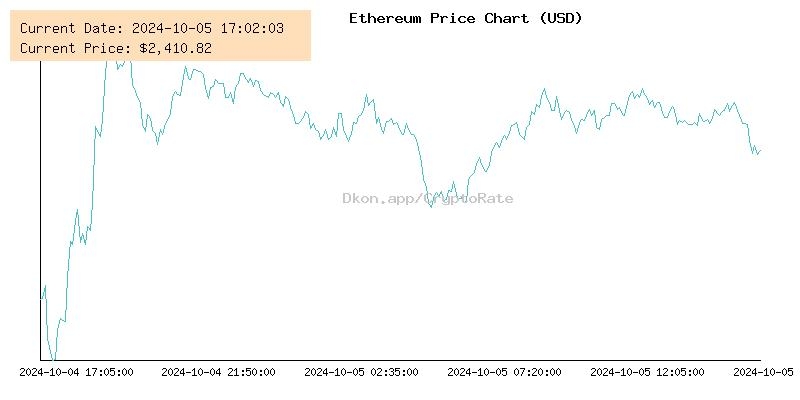 Ethereum Price Chart (USD)
Current Date: 2024-10-05 17:02:03
Current Price: $2,410.82
Dkon.app/CryptoRate
2024-10-04 17:05:00 2024-10-04 21:50:00 2024-10-05 02:35:00 2024-10-05 07:20:00 2024-10-05 12:05:00 2024-10-05